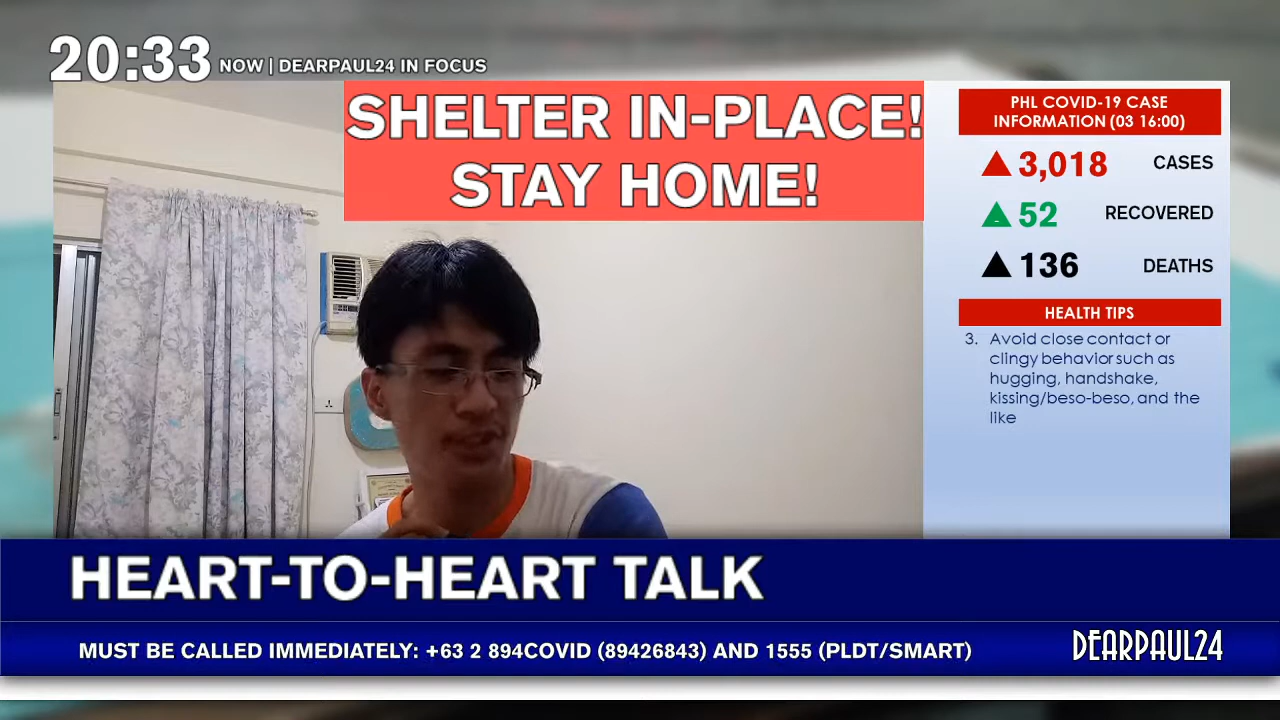 20:33 NOW | DEARPAUL24 IN FOCUS
SHELTER IN-PLACE!
STAY HOME!
PHL COVID-19 CASE
INFORMATION (03 16:00)
3,018 CASES
52 RECOVERED
136 DEATHS
HEALTH TIPS
3. Avoid close contact or
clingy behavior such as
hugging, handshake,
kissing/beso-beso, and the
like
HEART-TO-HEART TALK
MUST BE CALLED IMMEDIATELY: +63 2 894COVID (89426843) AND 1555 (PLDT/SMART)
DEARPAUL24